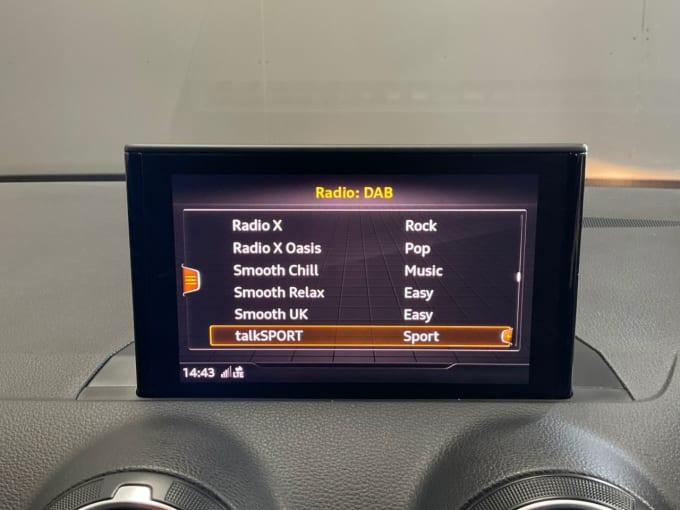 Radio: DAB
Radio X Rock
Radio X Oasis Pop
Smooth Chill Music
Smooth Relax Easy
Smooth UK Easy
talkSPORT Sport
14:43 LTE